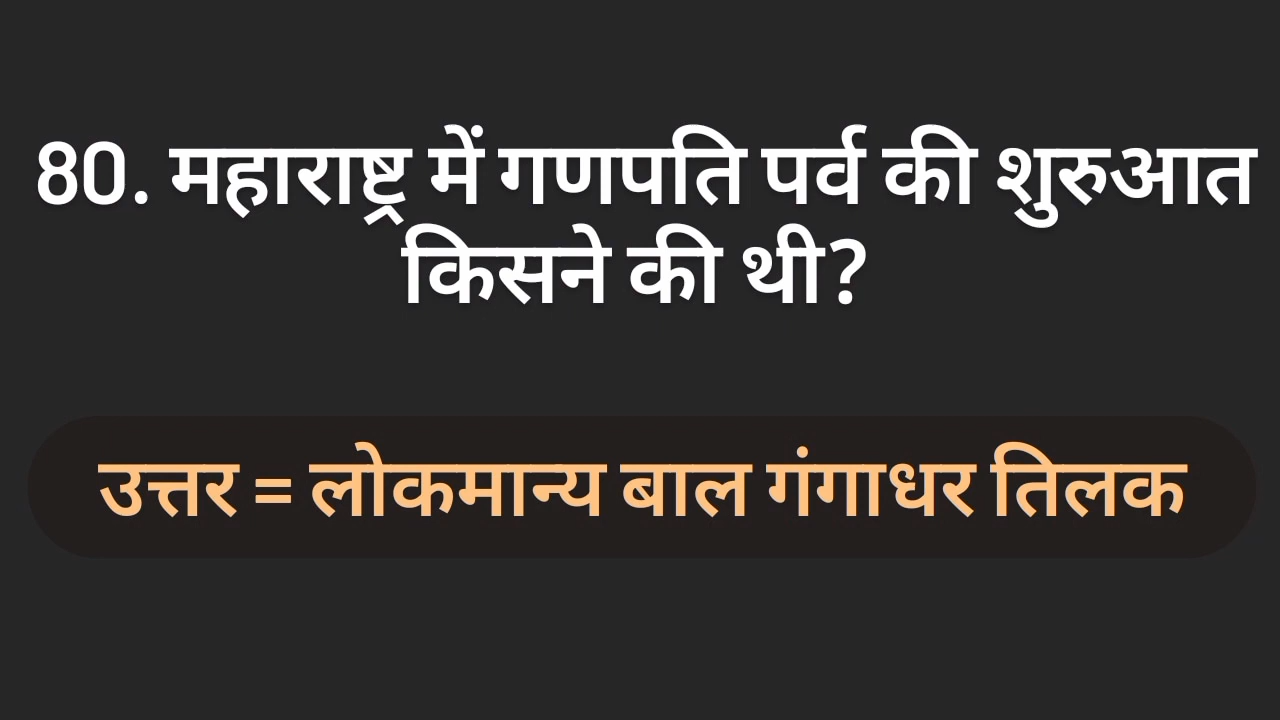 80. महाराष्ट्र में गणपति पर्व की शुरुआत
किसने की थी?
उत्तर = लोकमान्य बाल गंगाधर तिलक